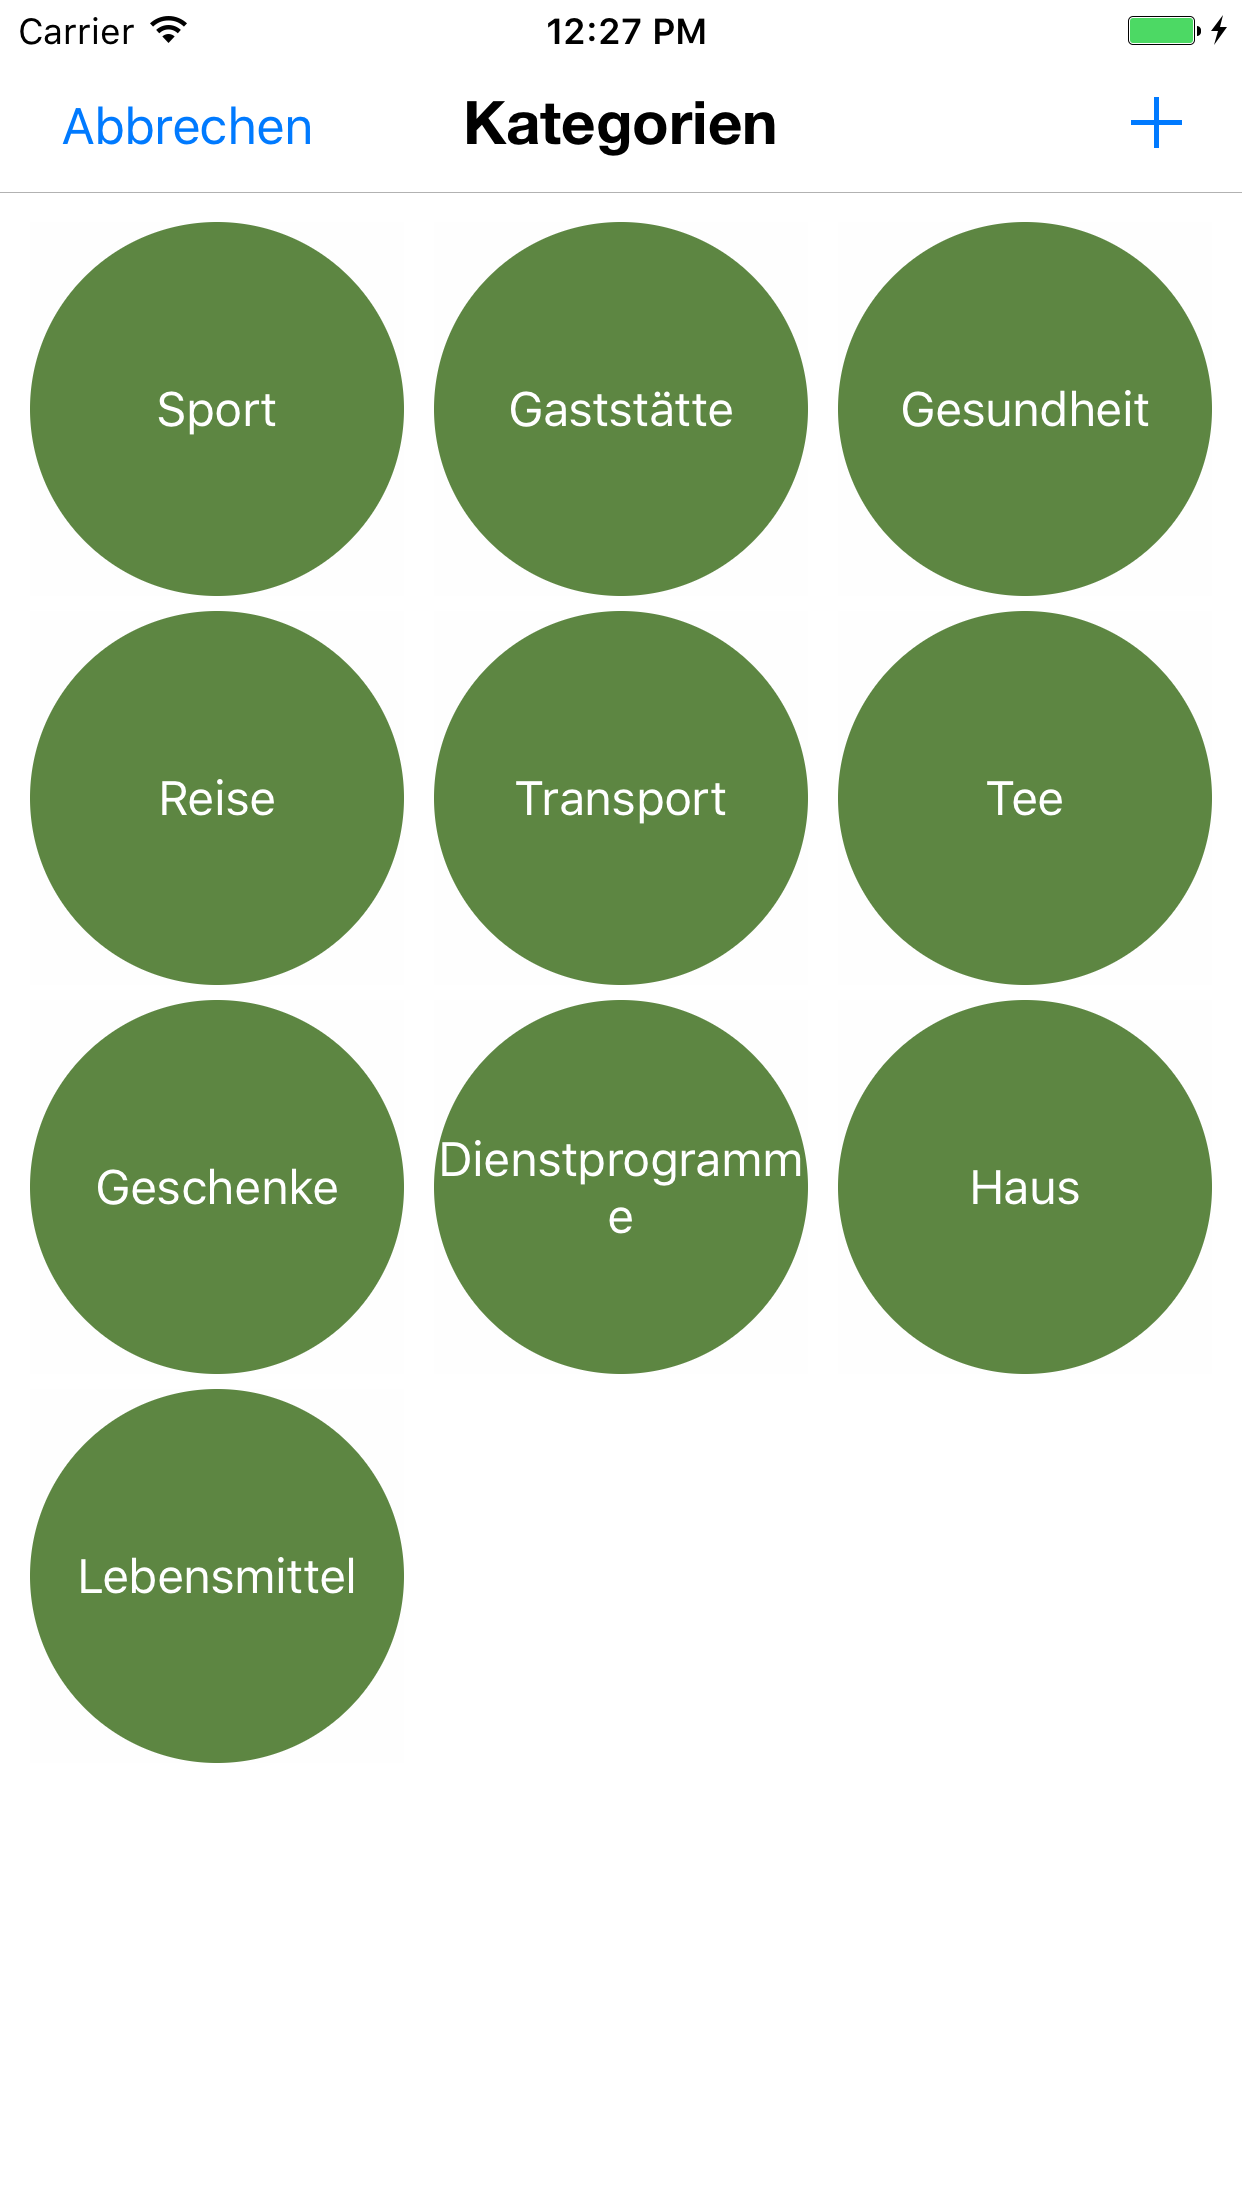 Carrier
12:27 PM
Abbrechen
Kategorien
Sport
Gaststätte
Gesundheit
Reise
Transport
Tee
Geschenke
Dienstprogramm
e
Haus
Lebensmittel